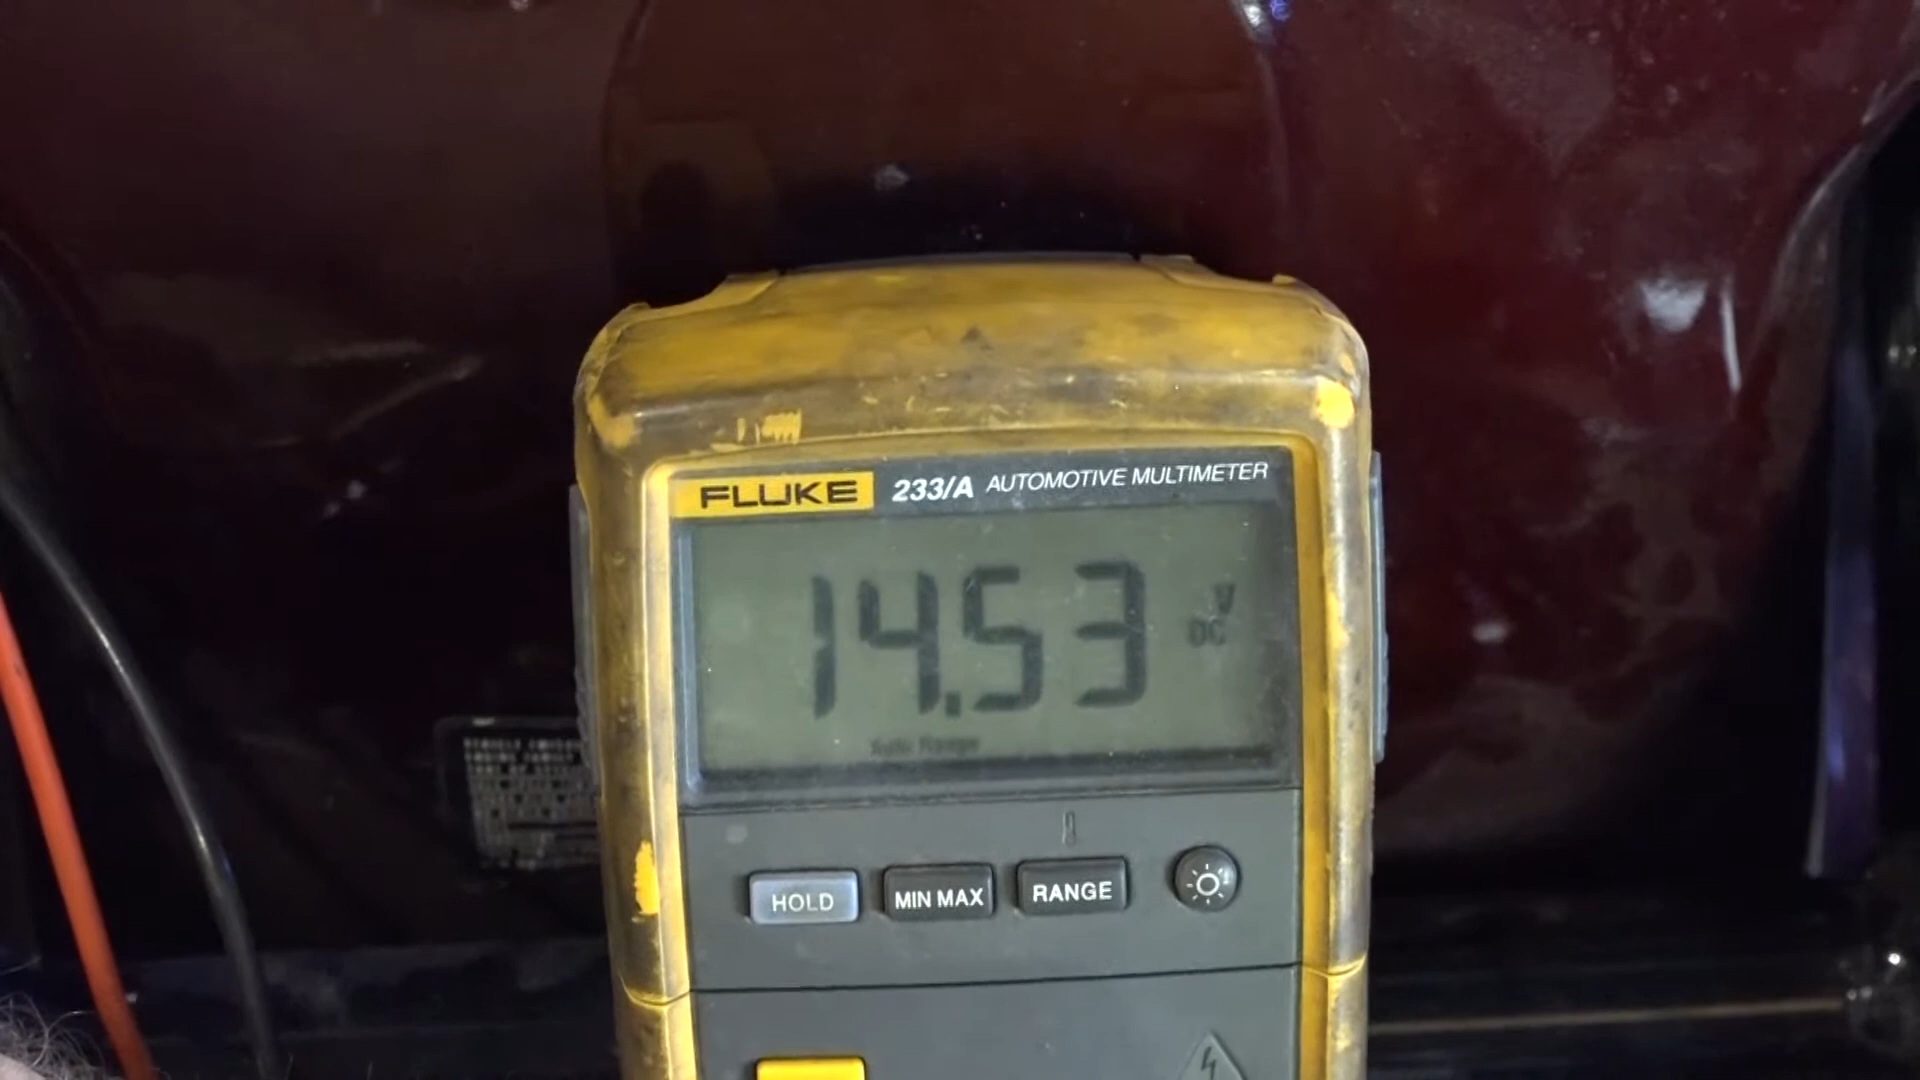 FLUKE 233/A AUTOMOTIVE MULTIMETER
14.53 V DC
Auto Range
HOLD MIN MAX RANGE